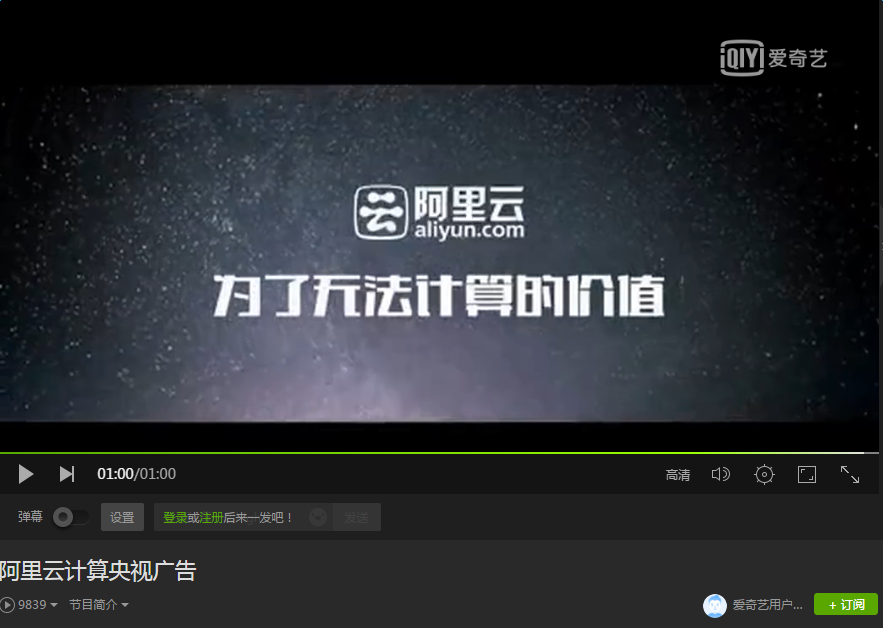 iQIYI 爱奇艺
阿里云
aliyun.com
为了无法计算的价值
01:00/01:00
高清
弹幕
设置
登录或注册后来一发吧！
发送
阿里云计算央视广告
9839
节目简介
爱奇艺用户...
+ 订阅